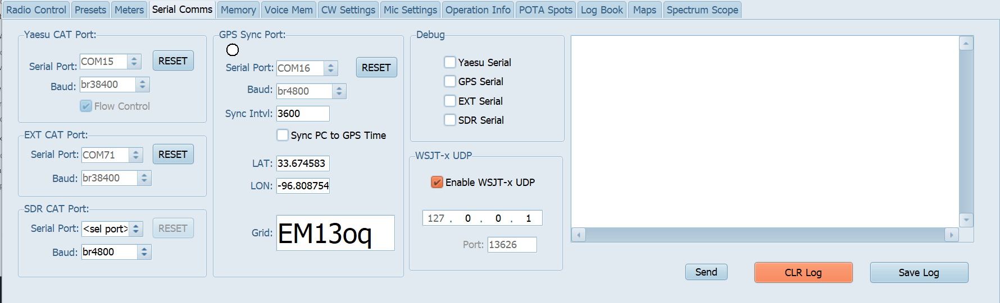 Radio Control Presets Meters Serial Comms Memory Voice Mem CW Settings Mic Settings Operation Info POTA Spots Log Book Maps Spectrum Scope
Yaesu CAT Port:
Serial Port: COM15 RESET
Baud: br38400
Flow Control
EXT CAT Port:
Serial Port: COM71 RESET
Baud: br38400
SDR CAT Port:
Serial Port: <sel port> RESET
Baud: br4800
GPS Sync Port:
Serial Port: COM16 RESET
Baud: br4800
Sync Intvl: 3600
Sync PC to GPS Time
LAT: 33.674583
LON: -96.808754
Grid: EM13oq
Debug
Yaesu Serial
GPS Serial
EXT Serial
SDR Serial
WSJT-x UDP
Enable WSJT-x UDP
127 . 0 . 0 . 1
Port: 13626
Send CLR Log Save Log